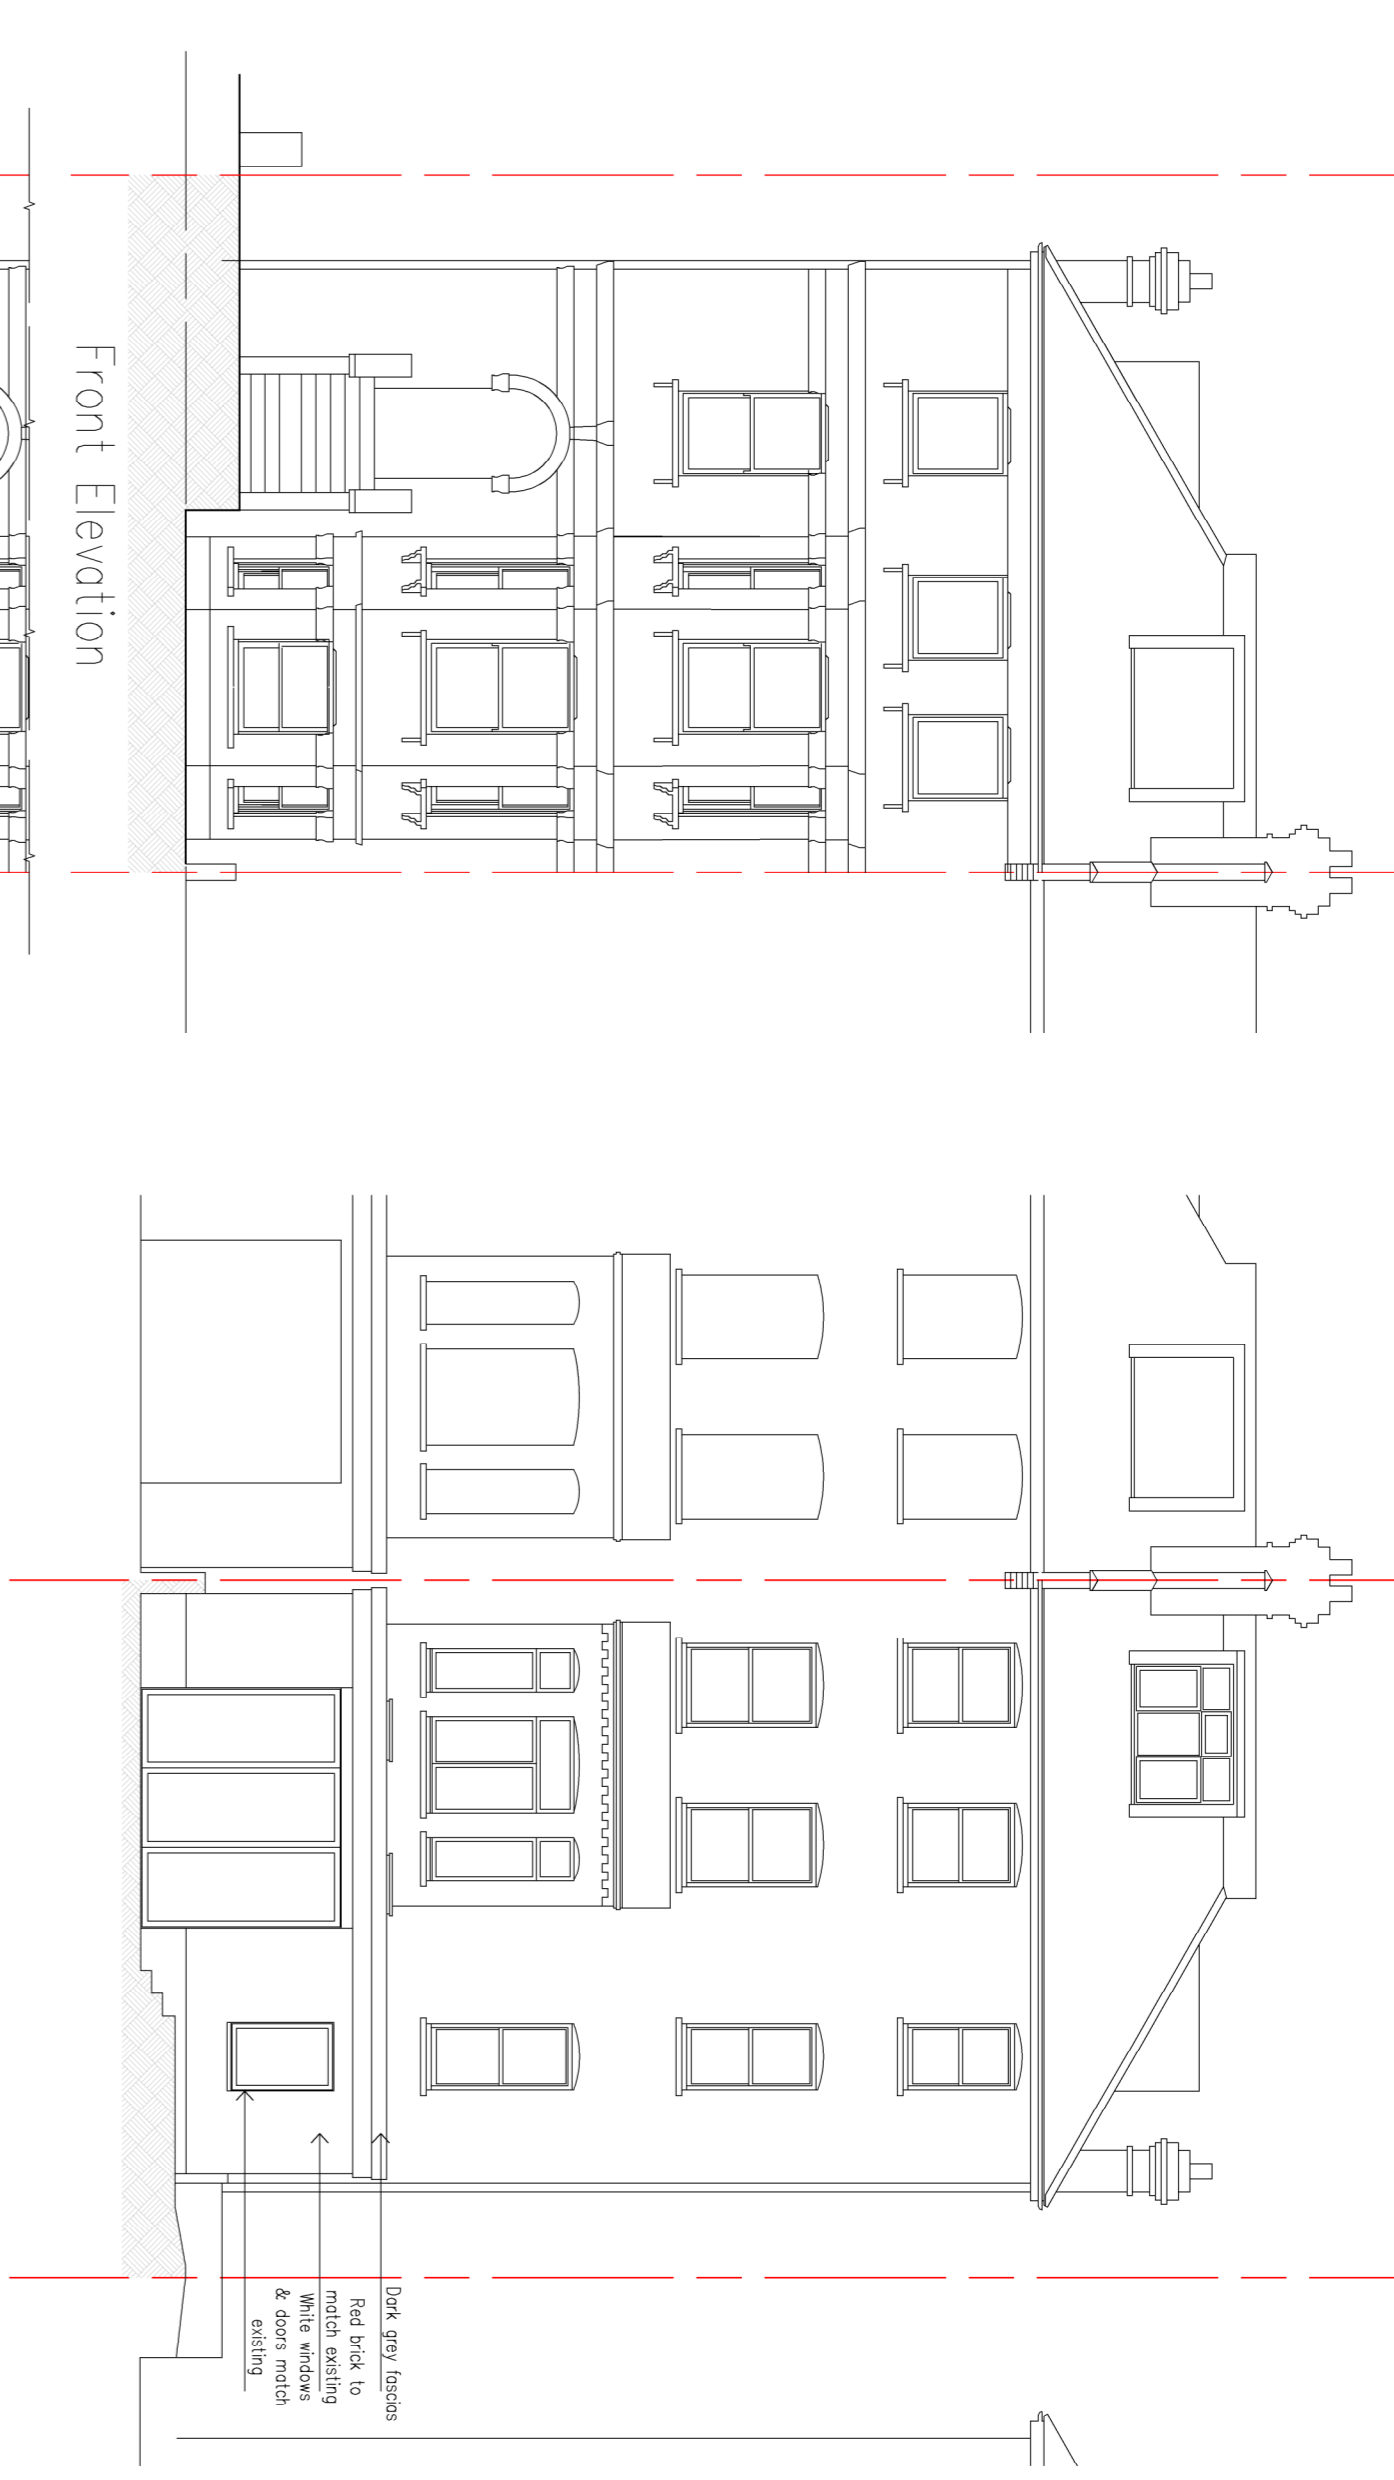 Front Elevation
Dark grey fascias
Red brick to
match existing
White windows
& doors match
existing